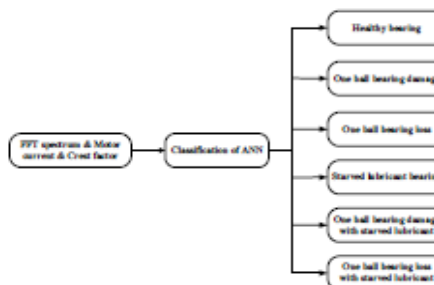 Healthy bearing
One ball bearing damag
One ball bearing loss
FFT spectrum & Motor
current & Crest factor
Classification of ANN
Starved lubricant bearin
One ball bearing damag
with starved lubricant
One ball bearing loss
with starved lubricant